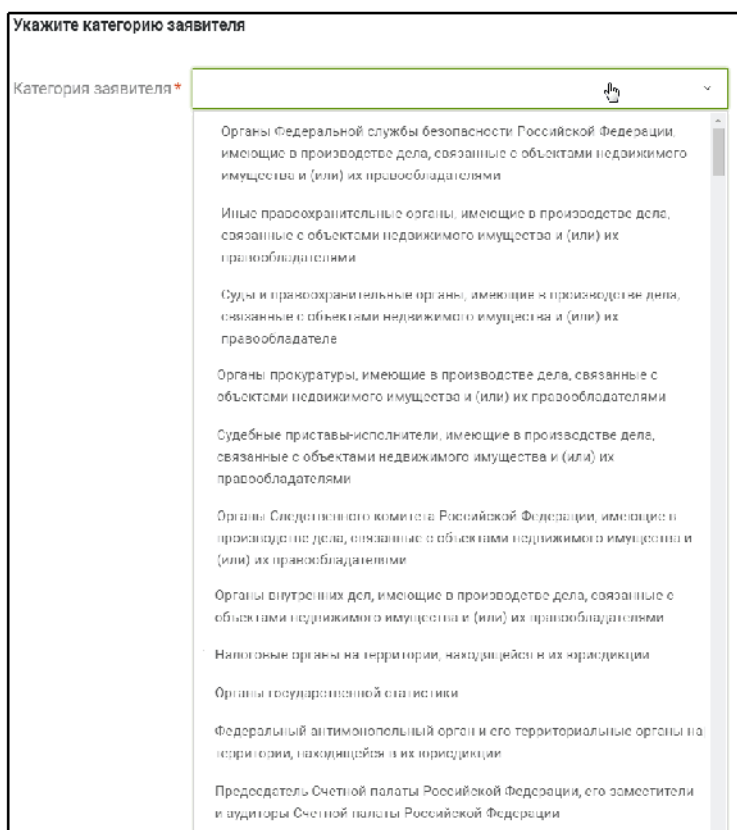 Укажите категорию заявителя
Категория заявителя *
Органы Федеральной службы безопасности Российской Федерации,
имеющие в производстве дела, связанные с объектами недвижимого
имущества и (или) их правообладателями
Иные правоохранительные органы, имеющие в производстве дела,
связанные с объектами недвижимого имущества и (или) их
правообладателями
Суды и правоохранительные органы, имеющие в производстве дела,
связанные с объектами недвижимого имущества и (или) их
правообладателе
Органы прокуратуры, имеющие в производстве дела, связанные с
объектами недвижимого имущества и (или) их правообладателями
Судебные приставы-исполнители, имеющие в производстве дела,
связанные с объектами недвижимого имущества и (или) их
правообладателями
Органы Следственного комитета Российской Федерации, имеющие в
производстве дела, связанные с объектами недвижимого имущества и
(или) их правообладателями
Органы внутренних дел, имеющие в производстве дела, связанные с
объектами недвижимого имущества и (или) их правообладателями
Налоговые органы на территории, находящейся в их юрисдикции
Органы государственной статистики
Федеральный антимонопольный орган и его территориальные органы на
территории, находящейся в их юрисдикции
Председатель Счетной палаты Российской Федерации, его заместители
и аудиторы Счетной палаты Российской Федерации